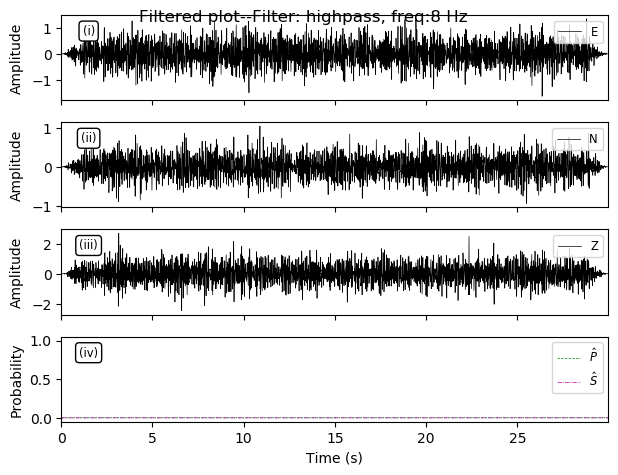 Filtered plot--Filter: highpass, freq:8 Hz
Amplitude
1
0
−1
(i)
E
Amplitude
1
0
−1
(ii)
N
Amplitude
2
0
−2
(iii)
Z
Probability
1.0
0.5
0.0
(iv)
P̂
Ŝ
0 5 10 15 20 25
Time (s)